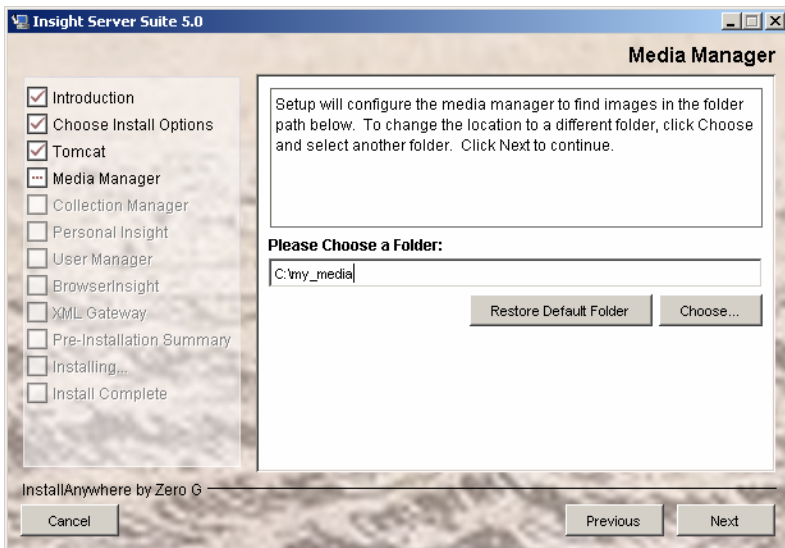 Insight Server Suite 5.0
Media Manager
Introduction
Choose Install Options
Tomcat
Media Manager
Collection Manager
Personal Insight
User Manager
BrowserInsight
XML Gateway
Pre-Installation Summary
Installing...
Install Complete
Setup will configure the media manager to find images in the folder
path below. To change the location to a different folder, click Choose
and select another folder. Click Next to continue.
Please Choose a Folder:
C:\my_media
Restore Default Folder
Choose...
InstallAnywhere by Zero G
Cancel
Previous
Next